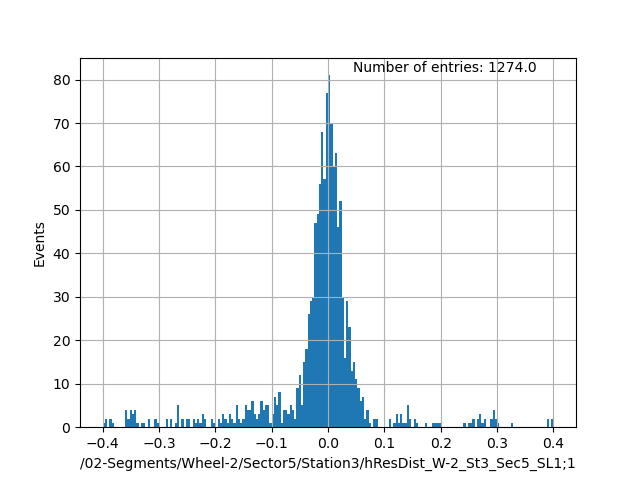 Number of entries: 1274.0
Events
80
70
60
50
40
30
20
10
0
−0.4 −0.3 −0.2 −0.1 0.0 0.1 0.2 0.3 0.4
/02-Segments/Wheel-2/Sector5/Station3/hResDist_W-2_St3_Sec5_SL1;1